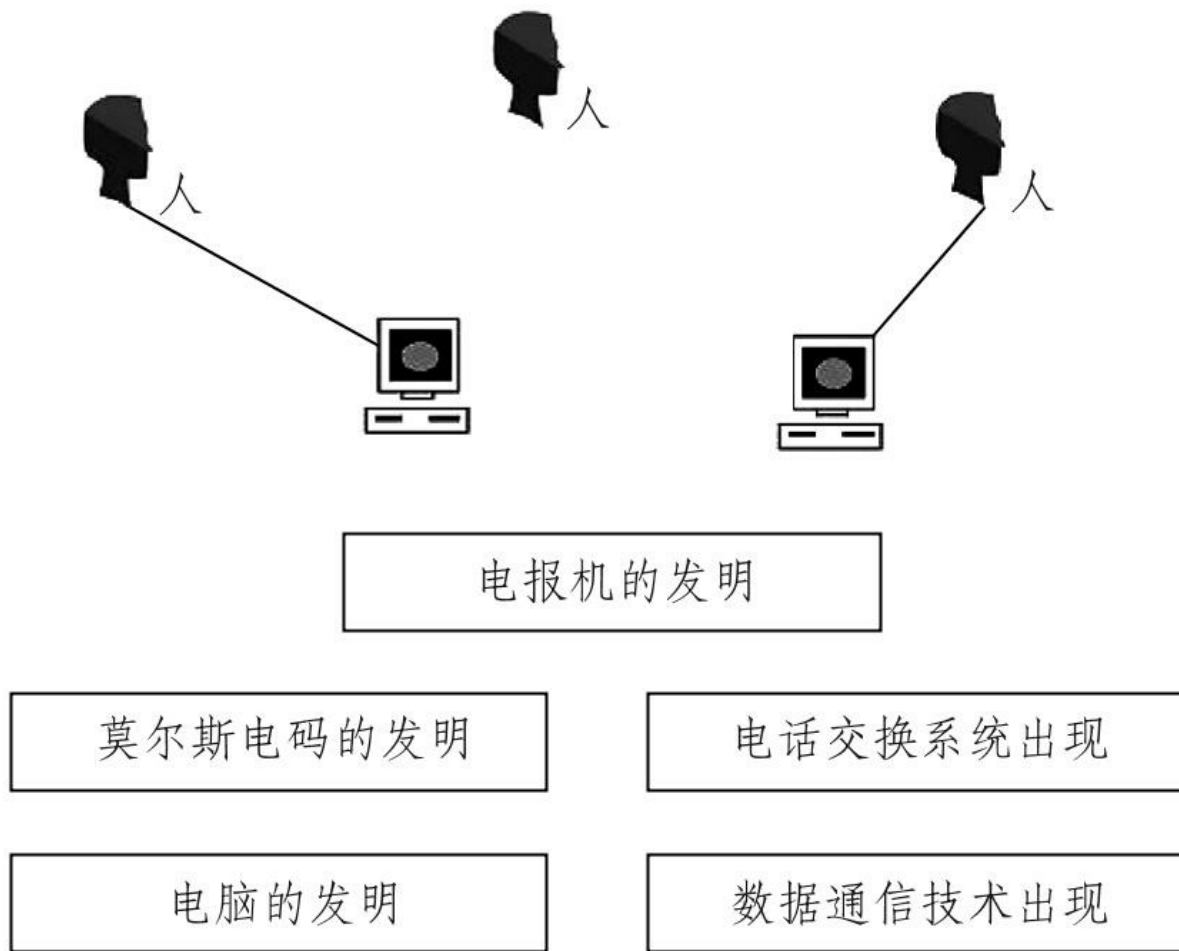 人
人
人
电报机的发明
莫尔斯电码的发明
电话交换系统出现
电脑的发明
数据通信技术出现